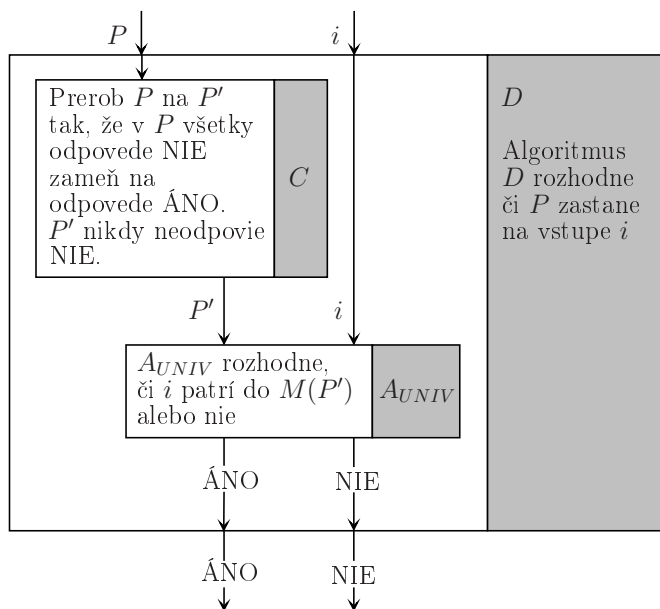 P
i
Prerob P na P′
tak, že v P všetky
odpovede NIE
zameň na
odpovede ÁNO.
P′ nikdy neodpovie
NIE.
C
D
Algoritmus
D rozhodne
či P zastane
na vstupe i
P′
i
A_UNIV rozhodne,
či i patrí do M(P′)
alebo nie
A_UNIV
ÁNO
NIE
ÁNO
NIE